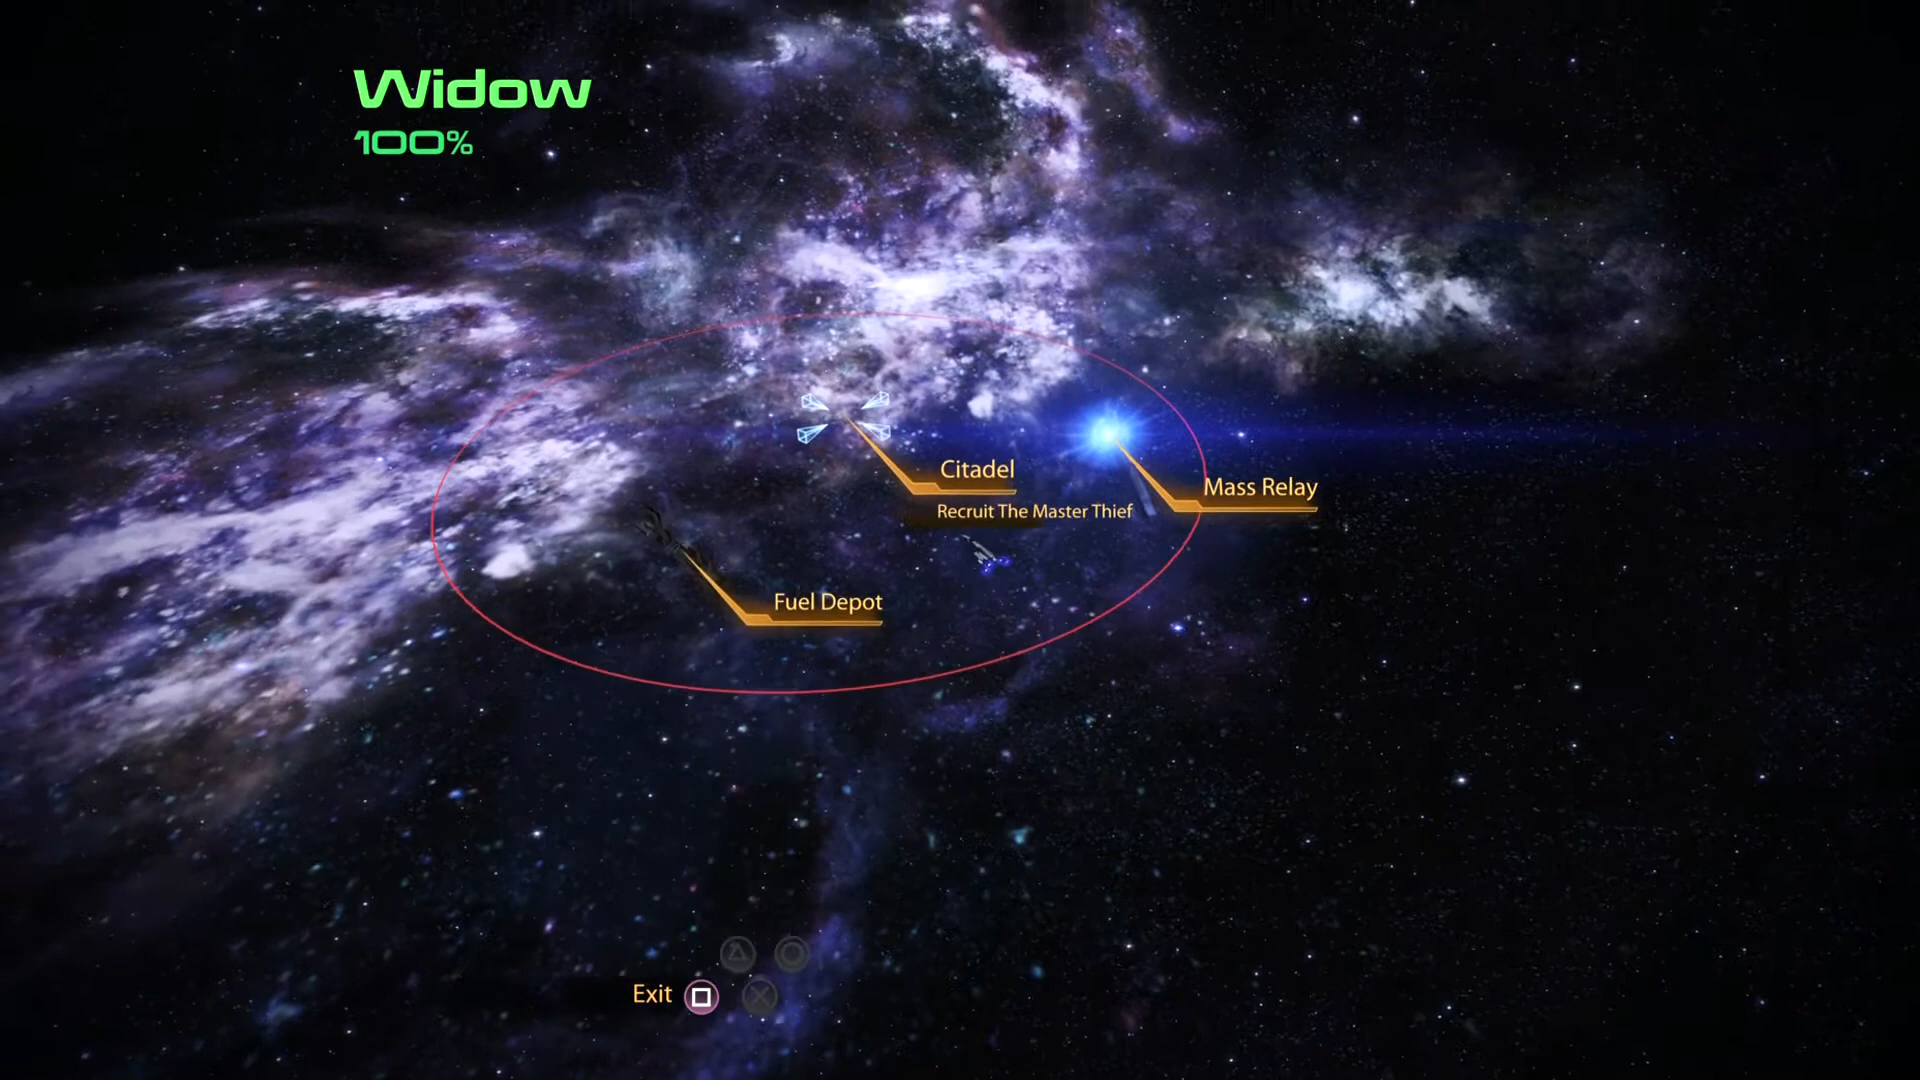 Widow
100%
Citadel
Recruit The Master Thief
Mass Relay
Fuel Depot
Exit